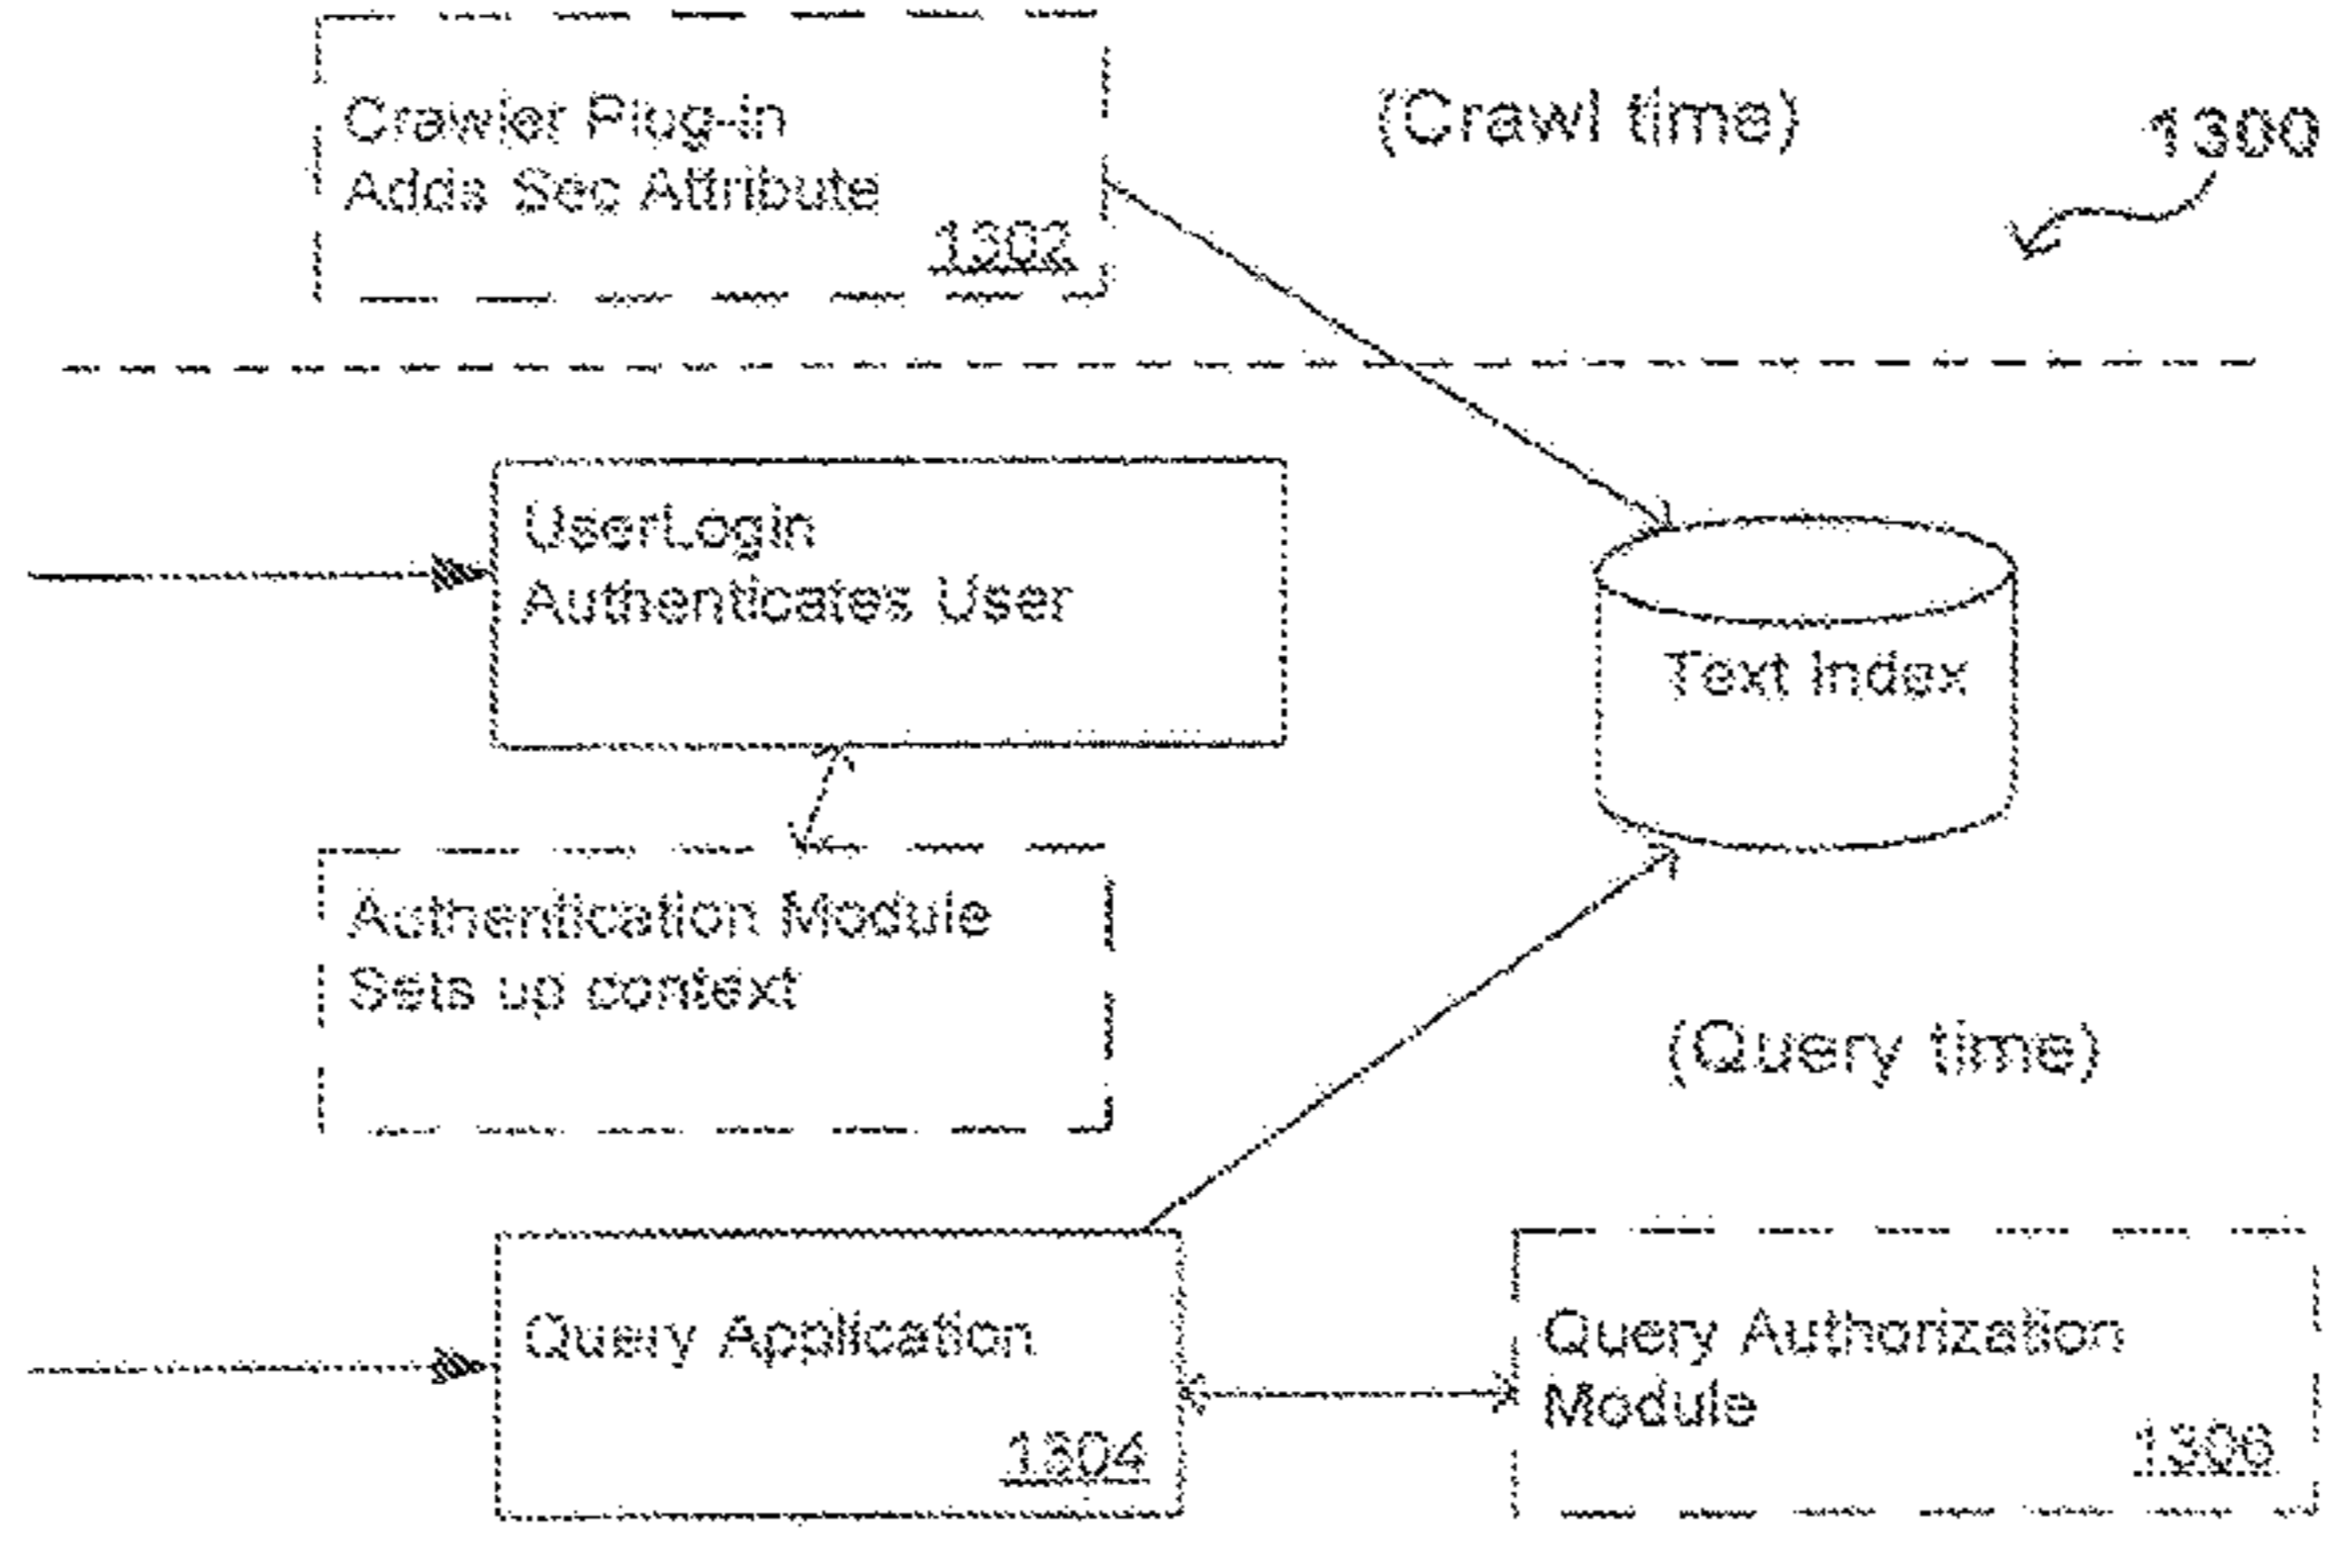 Crawler Plug-in
Adds Sec Attribute
1302
(Crawl time)
1300
UserLogin
Authenticates User
Text Index
Authentication Module
Sets up context
(Query time)
Query Application
1304
Query Authorization
Module
1306